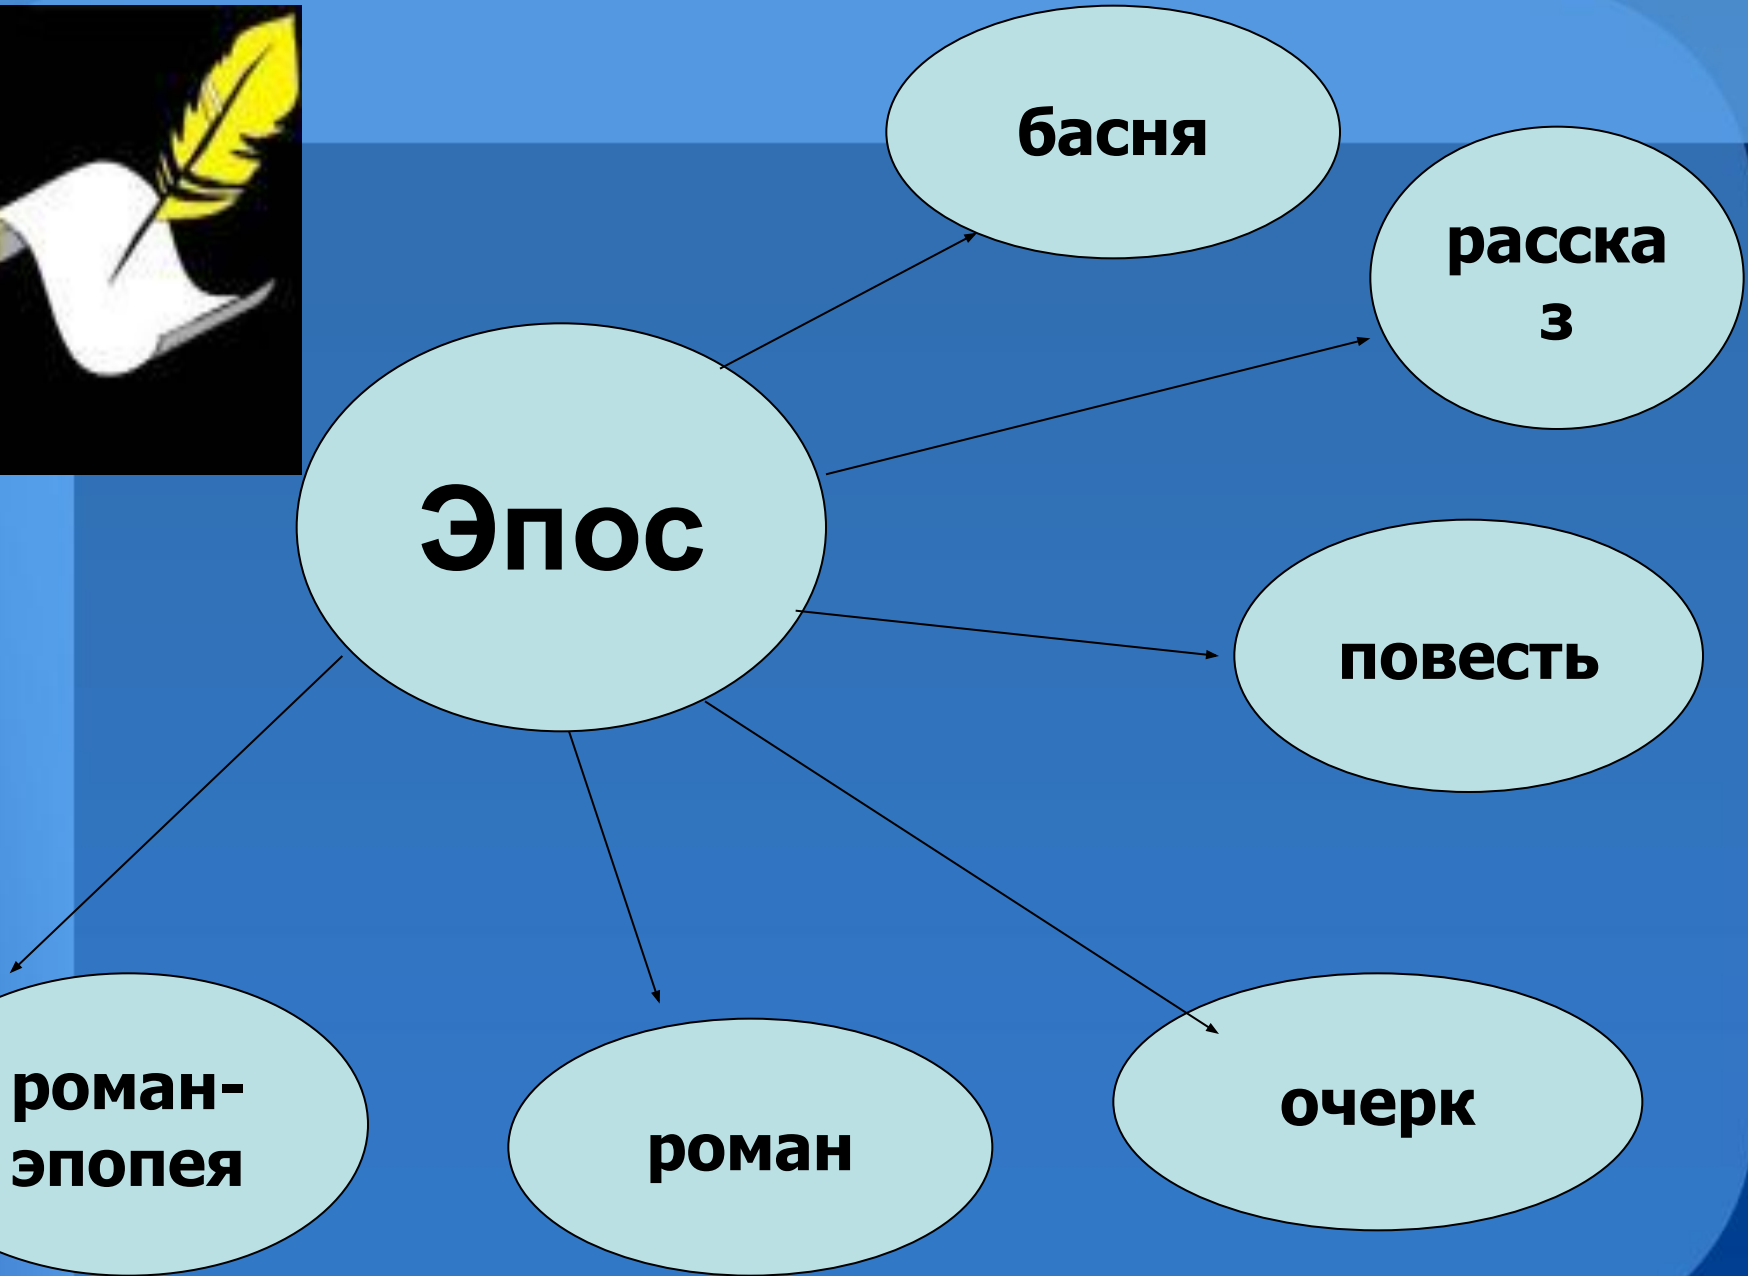 басня
расска
з
Эпос
повесть
роман-
эпопея
роман
очерк